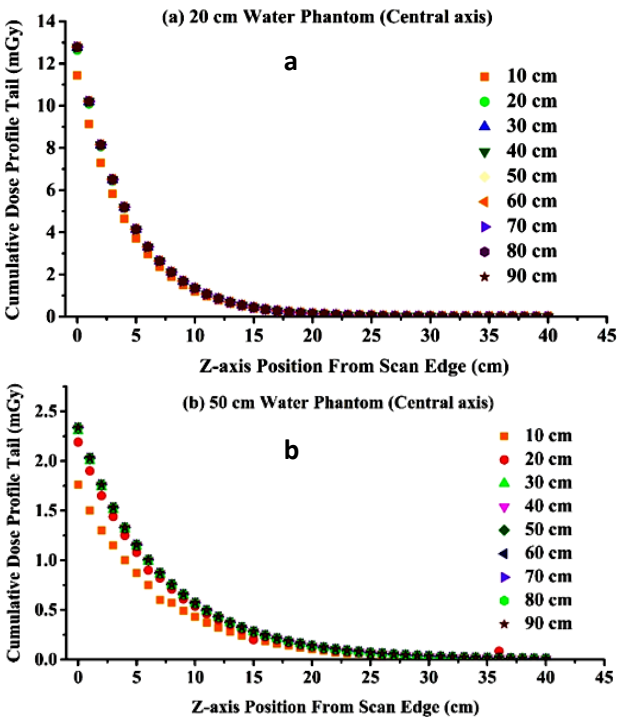 (a) 20 cm Water Phantom (Central axis)
a
Cumulative Dose Profile Tail (mGy)
14
12
10
8
6
4
2
0
10 cm
20 cm
30 cm
40 cm
50 cm
60 cm
70 cm
80 cm
90 cm
0 5 10 15 20 25 30 35 40 45
Z-axis Position From Scan Edge (cm)
(b) 50 cm Water Phantom (Central axis)
b
Cumulative Dose Profile Tail (mGy)
2.5
2.0
1.5
1.0
0.5
0.0
10 cm
20 cm
30 cm
40 cm
50 cm
60 cm
70 cm
80 cm
90 cm
0 5 10 15 20 25 30 35 40 45
Z-axis Position From Scan Edge (cm)